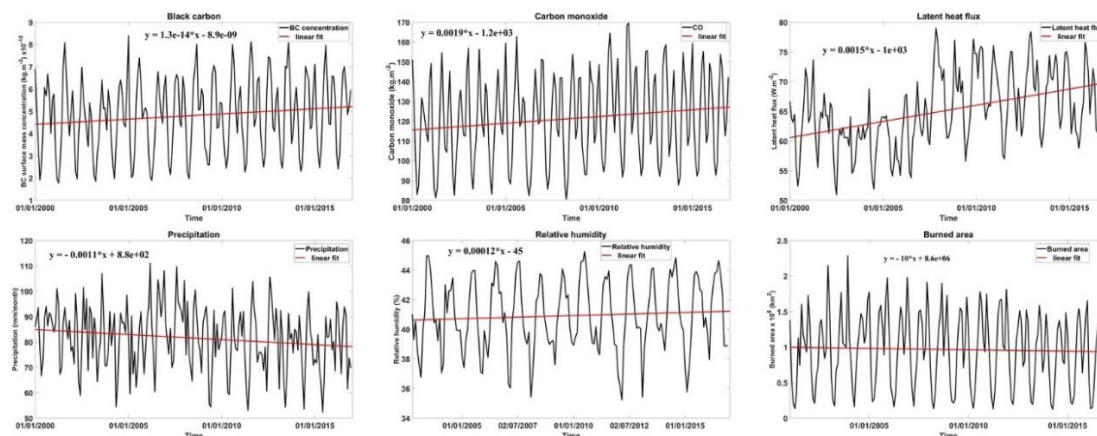 Black carbon
BC surface mass concentration (kg.m⁻³) x10⁻¹⁰
9
8
7
6
5
4
3
2
1
y = 1.3e-14*x - 8.9e-09
BC concentration
linear fit
01/01/2000 01/01/2005 01/01/2010 01/01/2015
Time
Carbon monoxide
Carbon monoxide (kg.m⁻²)
170
160
150
140
130
120
110
100
90
80
y = 0.0019*x - 1.2e+03
CO
linear fit
01/01/2000 01/01/2005 01/01/2010 01/01/2015
Time
Latent heat flux
Latent heat flux (W.m⁻²)
80
75
70
65
60
55
50
y = 0.0015*x - 1e+03
Latent heat flux
linear fit
01/01/2000 01/01/2005 01/01/2010 01/01/2015
Time
Precipitation
Precipitation (mm/month)
120
110
100
90
80
70
60
50
y = - 0.0011*x + 8.8e+02
Precipitation
linear fit
01/01/2000 01/01/2005 01/01/2010 01/01/2015
Time
Relative humidity
Relative humidity (%)
46
44
42
40
38
36
34
y = 0.00012*x - 45
Relative humidity
linear fit
01/01/2005 02/07/2007 01/01/2010 02/07/2012 01/01/2015
Time
Burned area
Burned area x 10⁶ (km²)
2.5
2
1.5
1
0.5
0
y = - 10*x + 8.6e+06
Burned area
linear fit
01/01/2005 01/01/2010 01/01/2015
Time